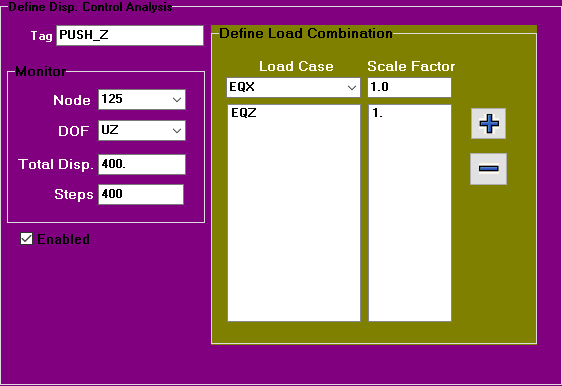 Define Disp. Control Analysis
Tag PUSH_Z
Monitor
Node 125
DOF UZ
Total Disp. 400.
Steps 400
Enabled
Define Load Combination
Load Case Scale Factor
EQX 1.0
EQZ 1.